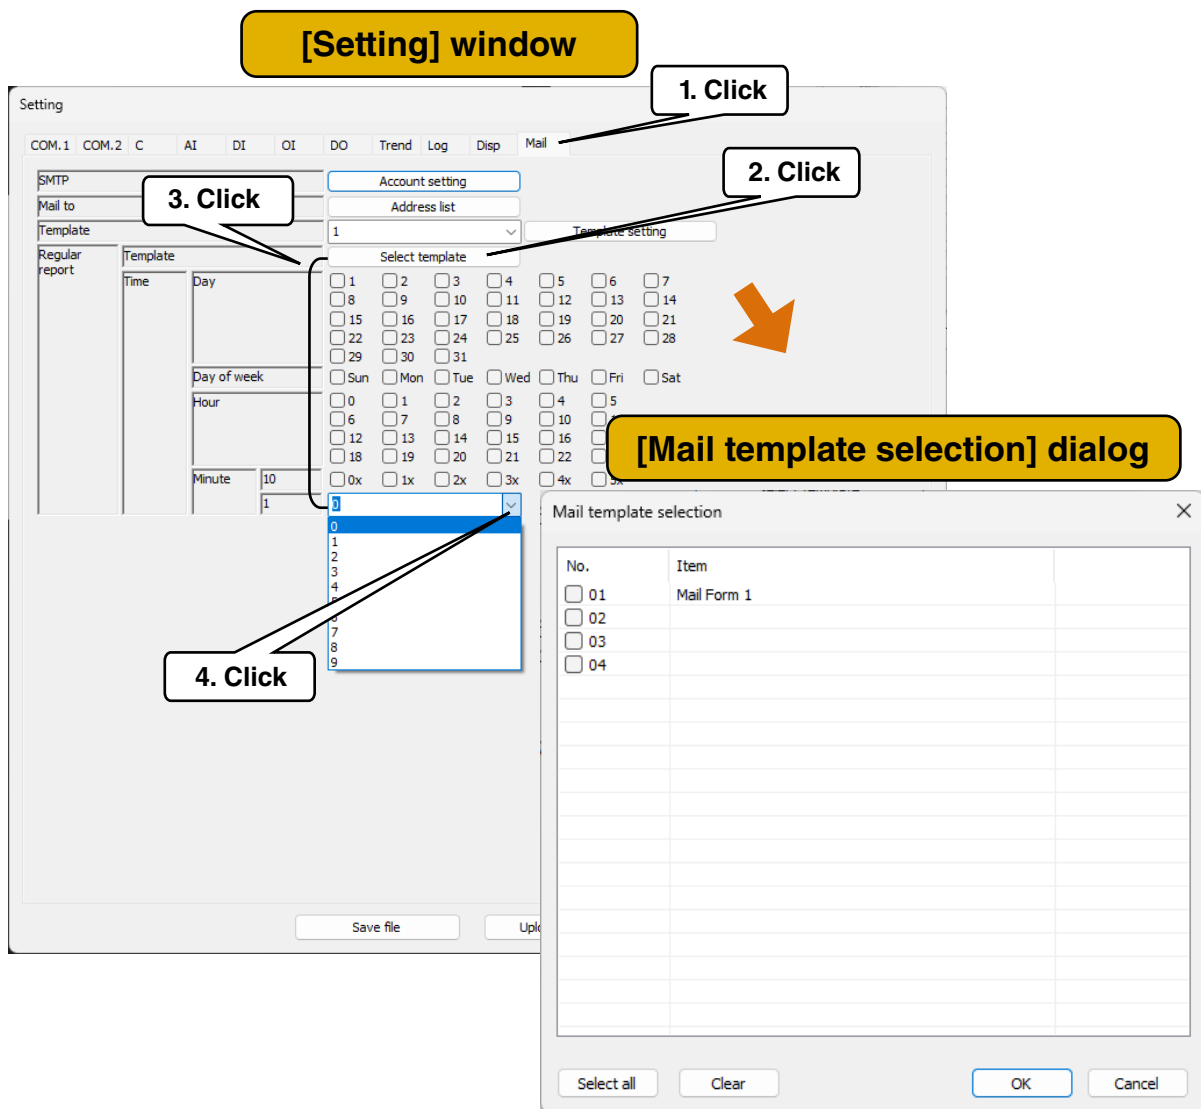 [Setting] window
1. Click
Setting
COM.1 COM.2 C AI DI OI DO Trend Log Disp Mail
2. Click
SMTP Account setting
3. Click
Mail to Address list
Template 1 Template setting
Regular report Template Select template
Time Day 1 2 3 4 5 6 7
8 9 10 11 12 13 14
15 16 17 18 19 20 21
22 23 24 25 26 27 28
29 30 31
Day of week Sun Mon Tue Wed Thu Fri Sat
Hour 0 1 2 3 4 5
6 7 8 9 10
12 13 14 15 16
18 19 20 21 22
[Mail template selection] dialog
Minute 10 0x 1x 2x 3x 4x
1 0
0
1
2
3
4
7
8
9
4. Click
Save file
Mail template selection
No. Item
01 Mail Form 1
02
03
04
Select all Clear OK Cancel